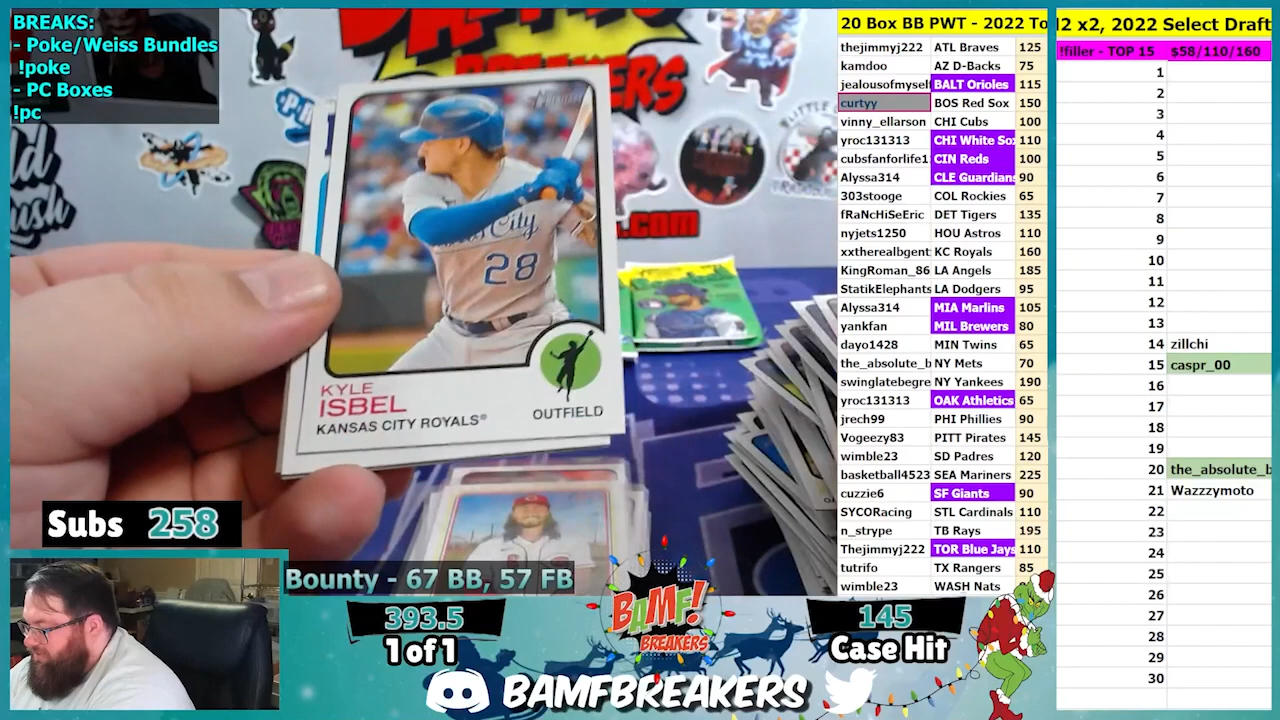 BREAKS:
- Poke/Weiss Bundles
!poke
- PC Boxes
!pc
28
KYLE
ISBEL
KANSAS CITY ROYALS®
OUTFIELD
Subs 258
Bounty - 67 BB, 57 FB
393.5
1 of 1
BAMF!
BREAKERS
145
Case Hit
BAMFBREAKERS
20 Box BB PWT - 2022 To
thejimmyj222 ATL Braves 125
kamdoo AZ D-Backs 75
jealousofmysel BALT Orioles 115
curtyy BOS Red Sox 150
vinny_ellarson CHI Cubs 100
yroc131313 CHI White Sox 110
cubsfanforlife1 CIN Reds 100
Alyssa314 CLE Guardians 90
303stooge COL Rockies 65
fRaNcHiSeEric DET Tigers 135
nyjets1250 HOU Astros 110
xxtherealbgent KC Royals 160
KingRoman_86 LA Angels 185
StatikElephants LA Dodgers 95
Alyssa314 MIA Marlins 105
yankfan MIL Brewers 80
dayo1428 MIN Twins 65
the_absolute_b NY Mets 70
swinglatebegre NY Yankees 190
yroc131313 OAK Athletics 65
jrech99 PHI Phillies 90
Vogeezy83 PITT Pirates 145
wimble23 SD Padres 120
basketball4523 SEA Mariners 225
cuzzie6 SF Giants 90
SYCORacing STL Cardinals 110
n_strype TB Rays 195
Thejimmyj222 TOR Blue Jays 110
tutrifo TX Rangers 85
wimble23 WASH Nats
2 x2, 2022 Select Draft
!filler - TOP 15 $58/110/160
1
2
3
4
5
6
7
8
9
10
11
12
13
14 zillchi
15 caspr_00
16
17
18
19
20 the_absolute_b
21 Wazzzymoto
22
23
24
25
26
27
28
29
30